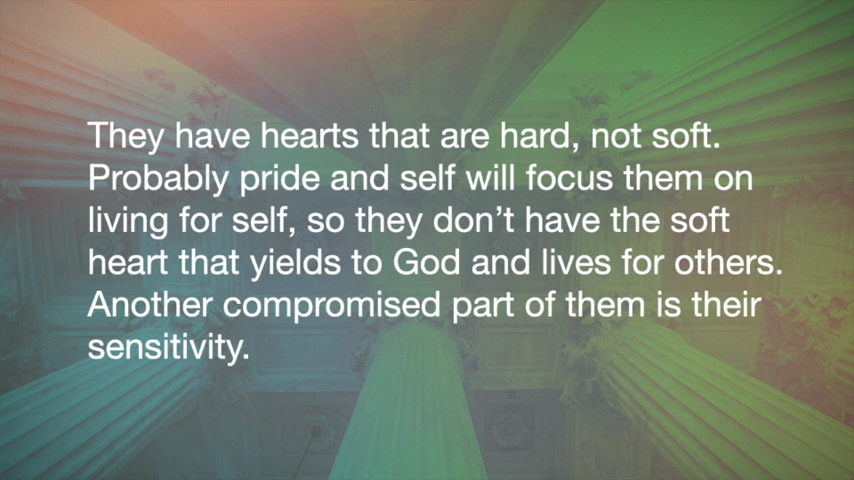 They have hearts that are hard, not soft.
Probably pride and self will focus them on
living for self, so they don’t have the soft
heart that yields to God and lives for others.
Another compromised part of them is their
sensitivity.